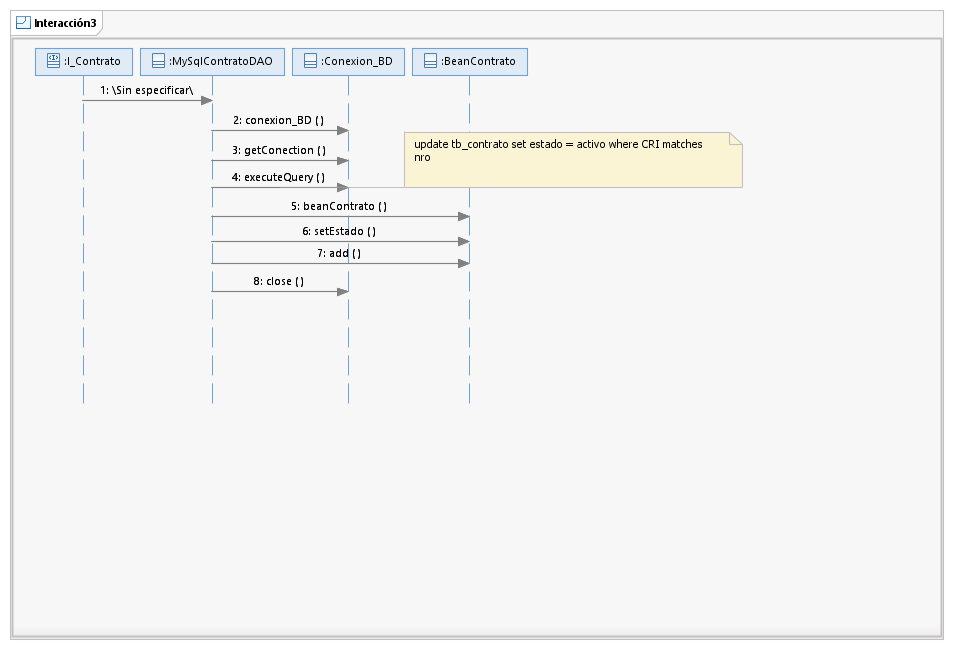 Interacción3
:I_Contrato
:MySqlContratoDAO
:Conexion_BD
:BeanContrato
1: \Sin especificar\
2: conexion_BD ( )
3: getConection ( )
4: executeQuery ( )
update tb_contrato set estado = activo where CRI matches
nro
5: beanContrato ( )
6: setEstado ( )
7: add ( )
8: close ( )